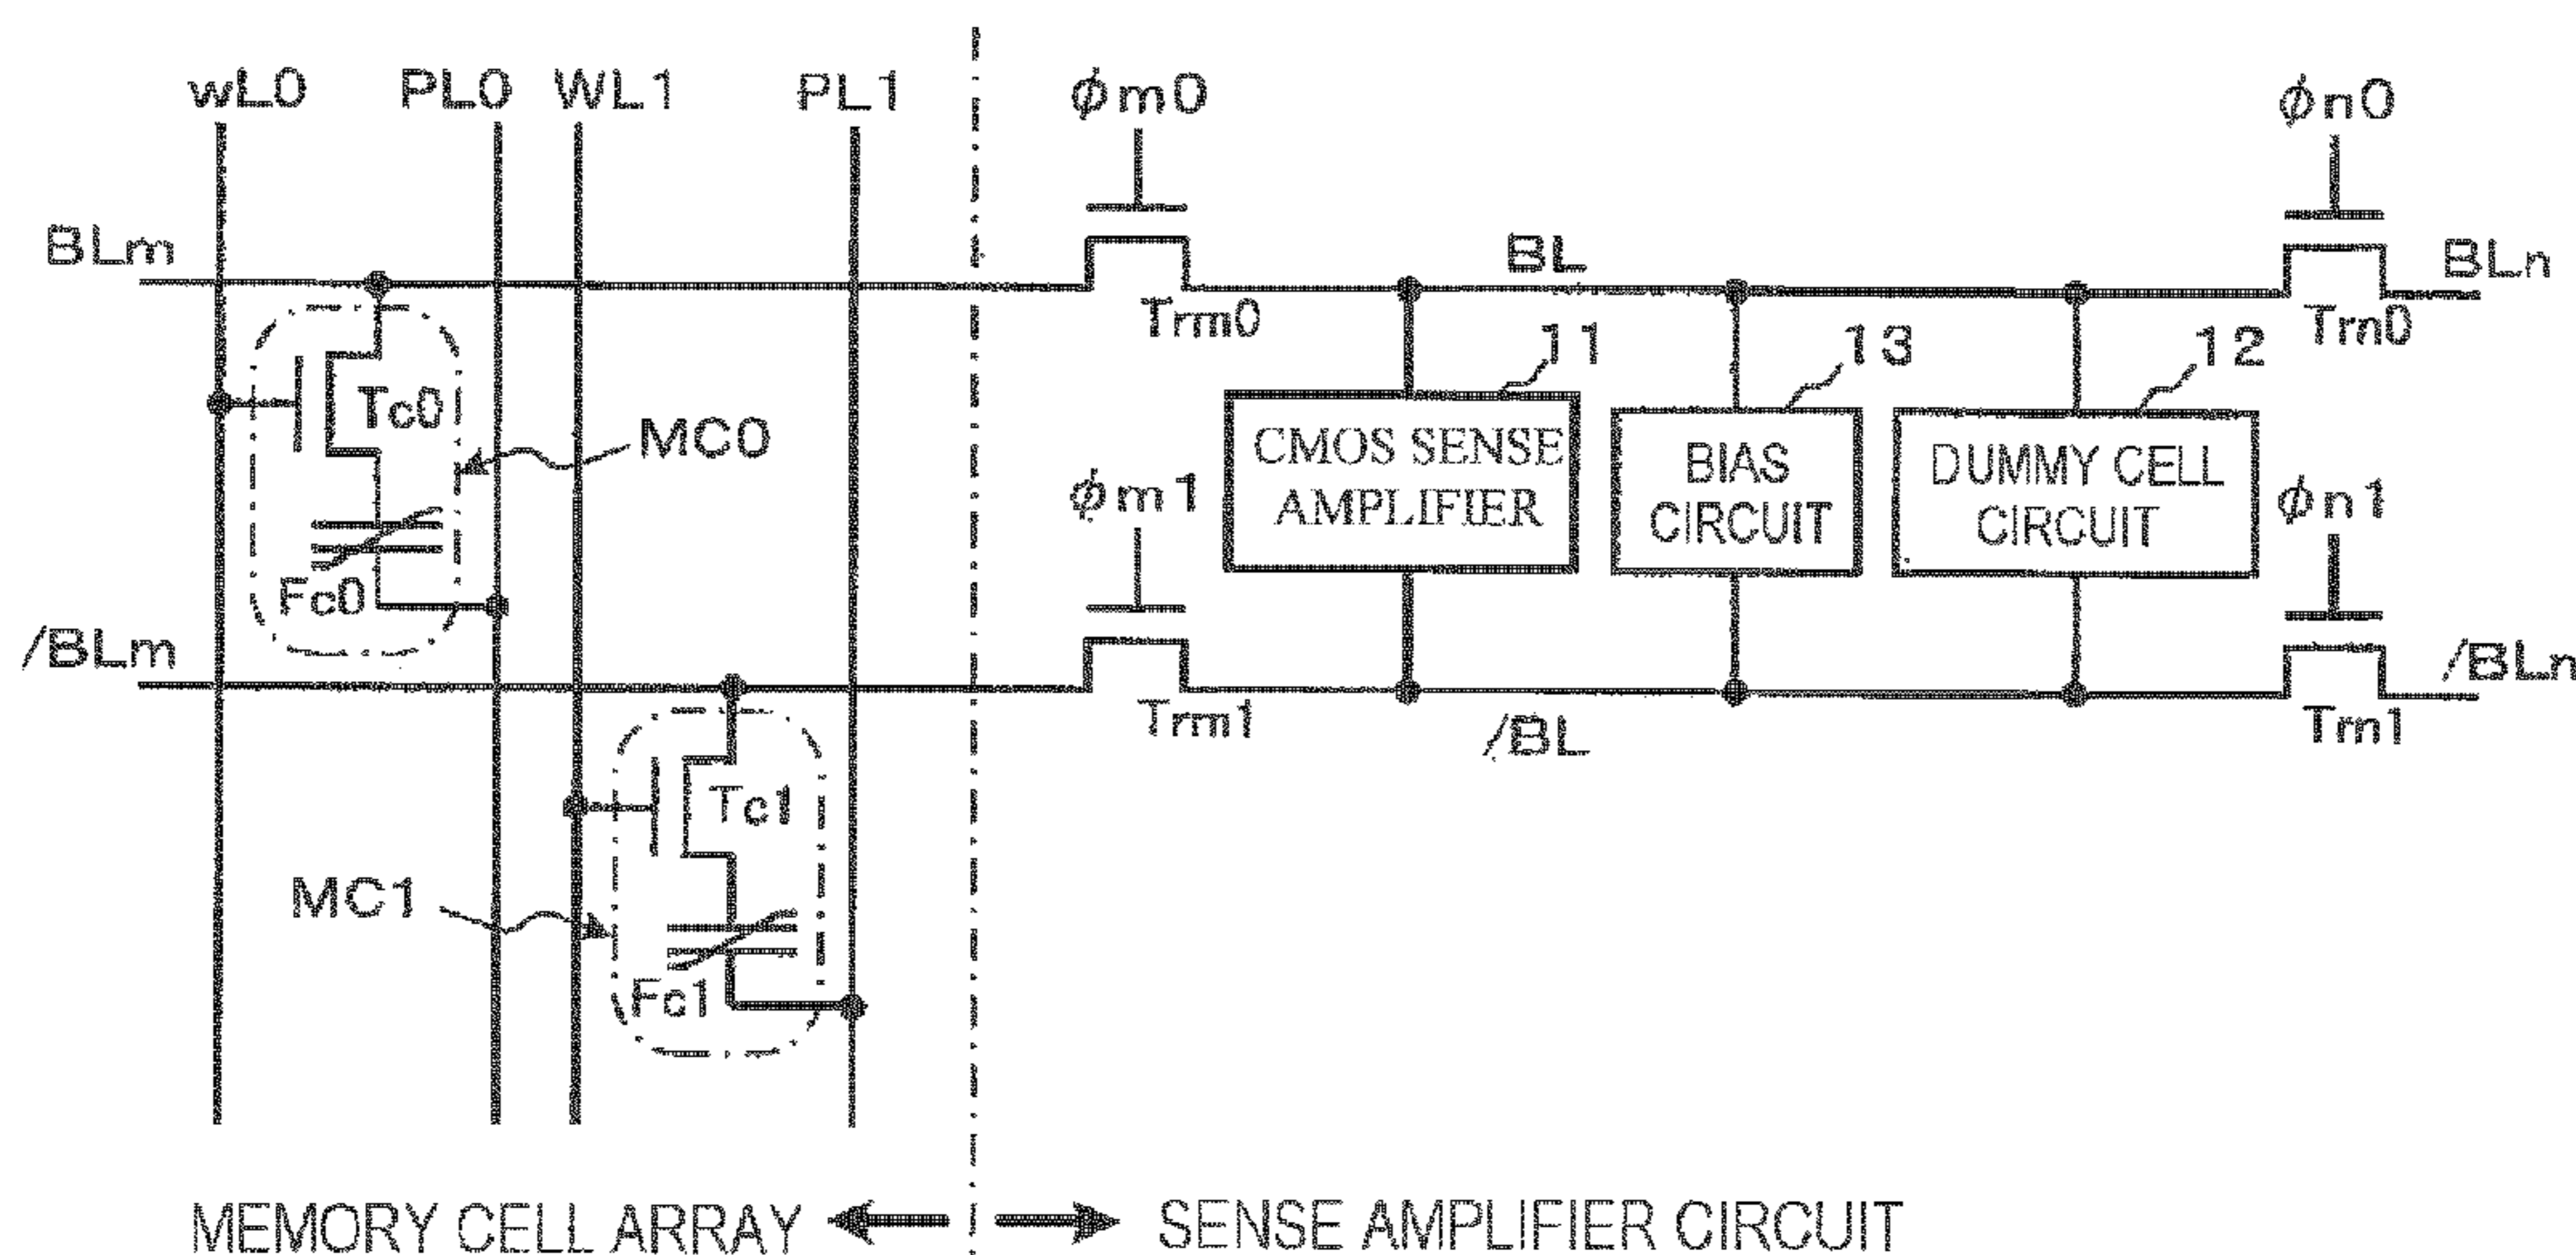 wL0
PL0
WL1
PL1
ϕm0
ϕn0
BLm
BL
BLn
Trm0
Trn0
11
13
12
Tc0
MC0
CMOS SENSE
AMPLIFIER
BIAS
CIRCUIT
DUMMY CELL
CIRCUIT
ϕm1
ϕn1
Fc0
/BLm
/BLn
Trm1
/BL
Trn1
Tc1
MC1
Fc1
MEMORY CELL ARRAY
SENSE AMPLIFIER CIRCUIT